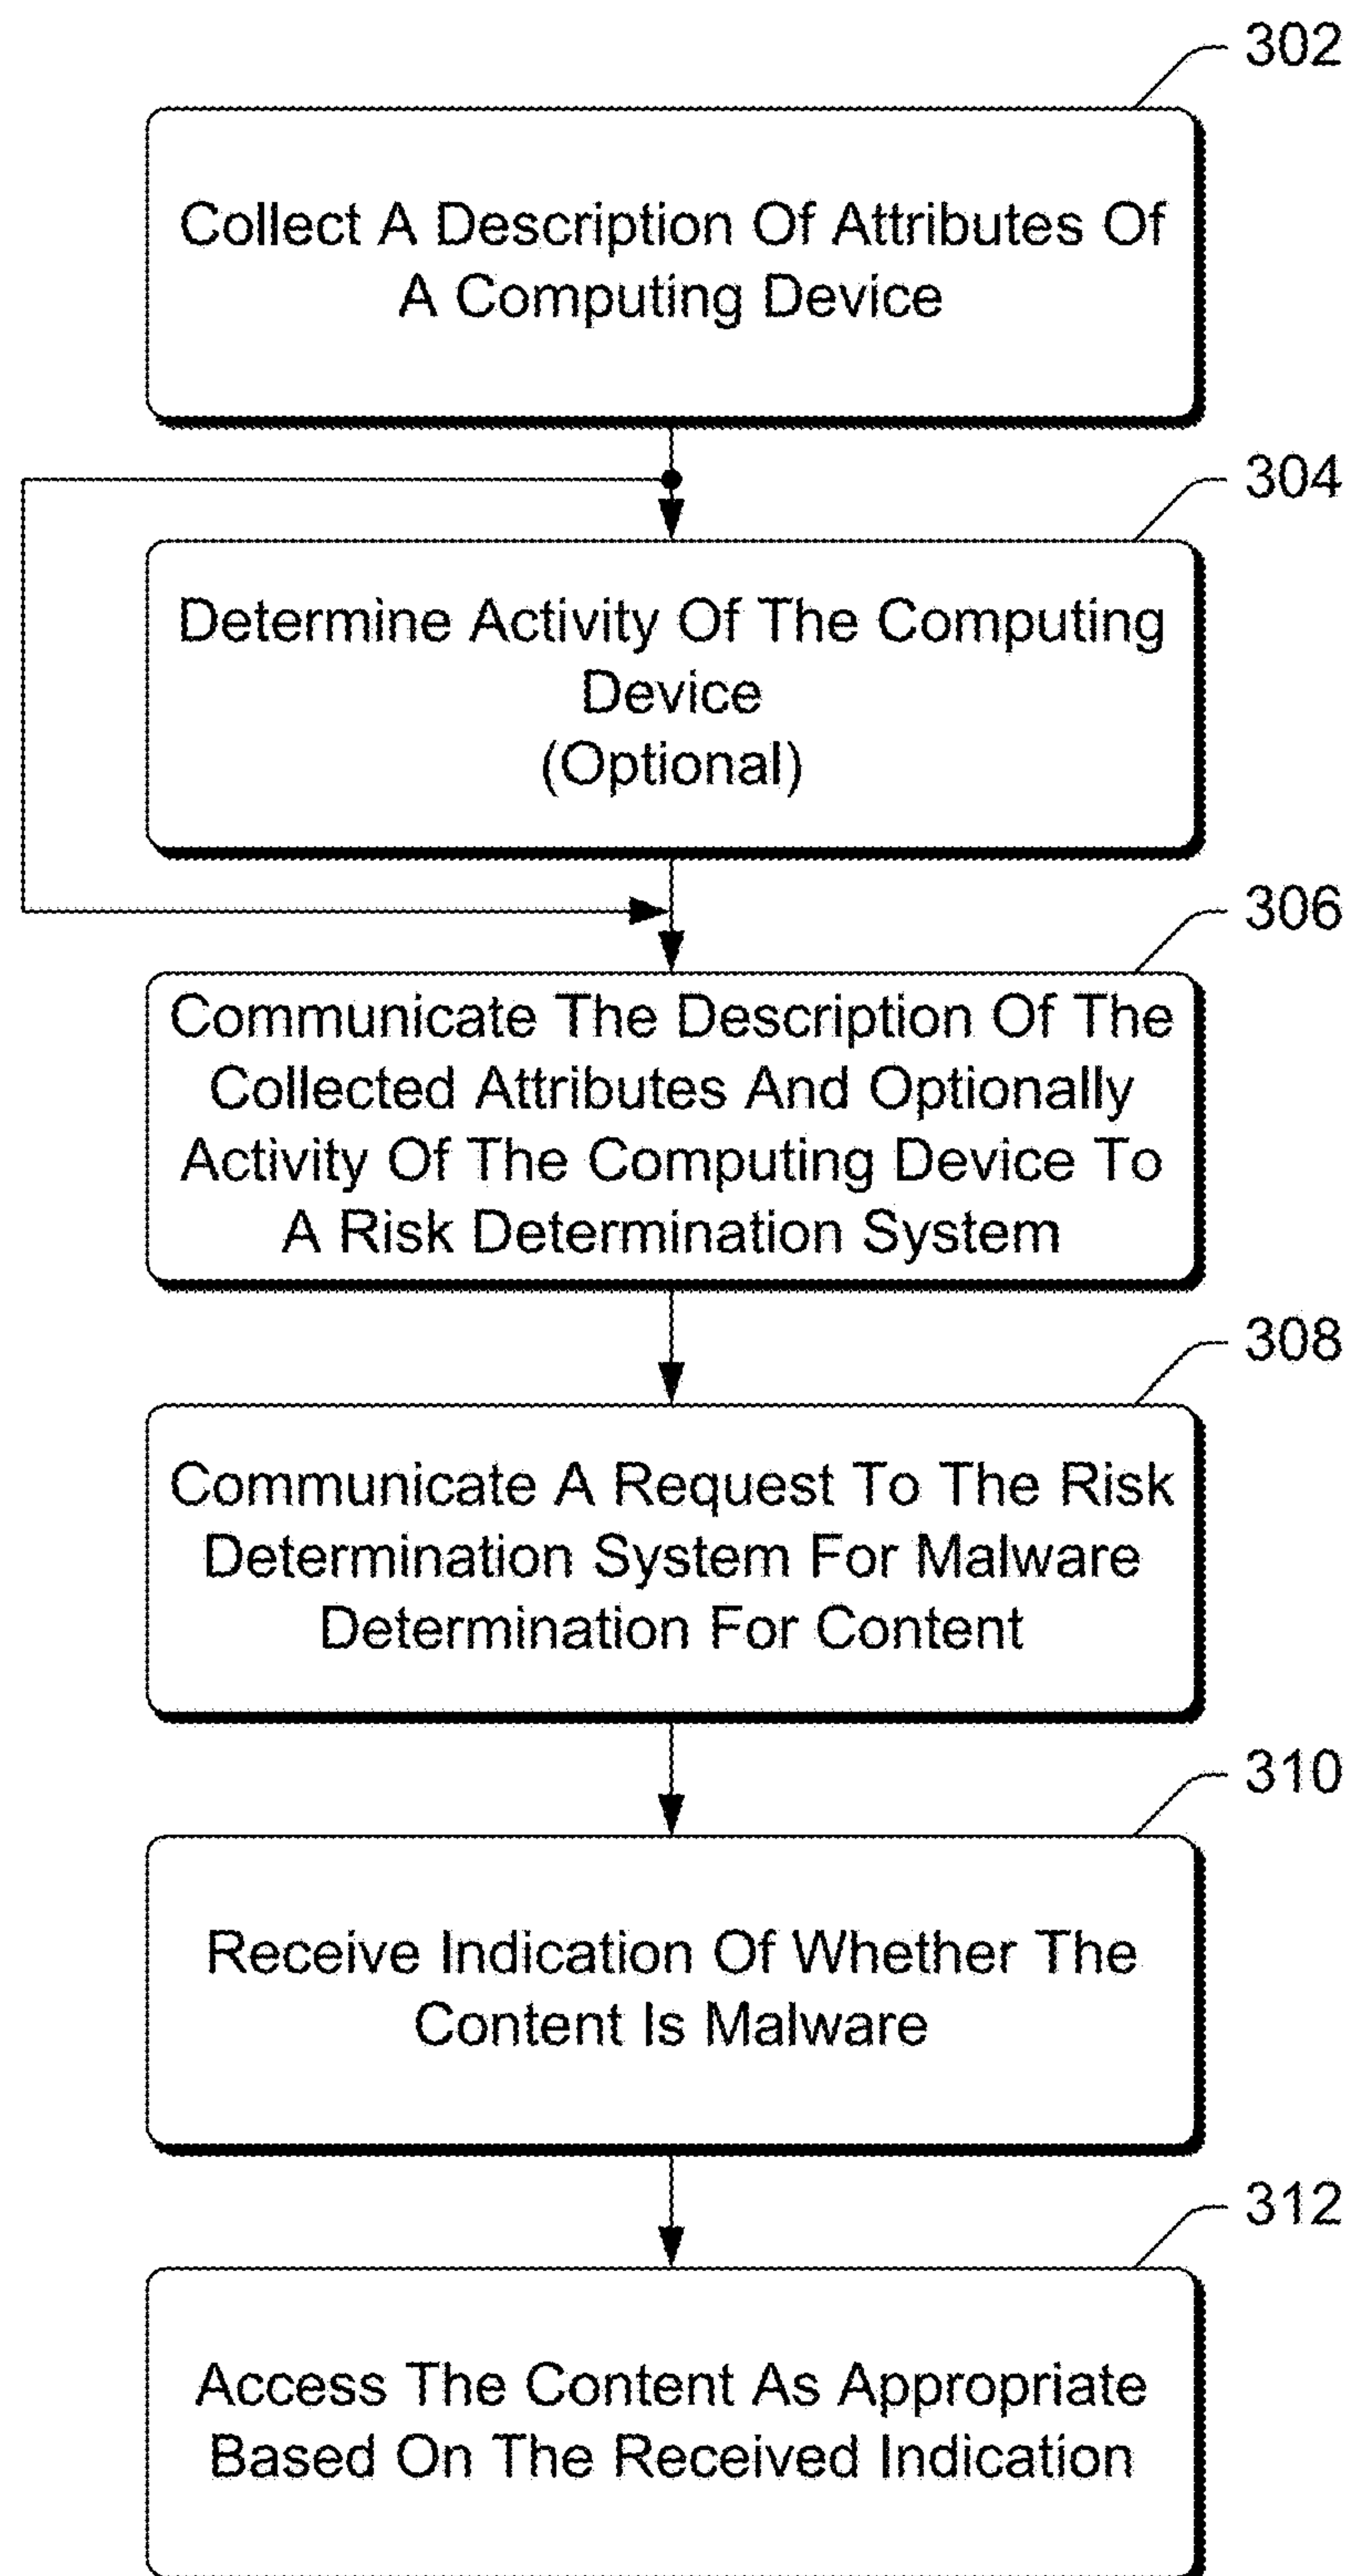 302
Collect A Description Of Attributes Of
A Computing Device
304
Determine Activity Of The Computing
Device
(Optional)
306
Communicate The Description Of The
Collected Attributes And Optionally
Activity Of The Computing Device To
A Risk Determination System
308
Communicate A Request To The Risk
Determination System For Malware
Determination For Content
310
Receive Indication Of Whether The
Content Is Malware
312
Access The Content As Appropriate
Based On The Received Indication